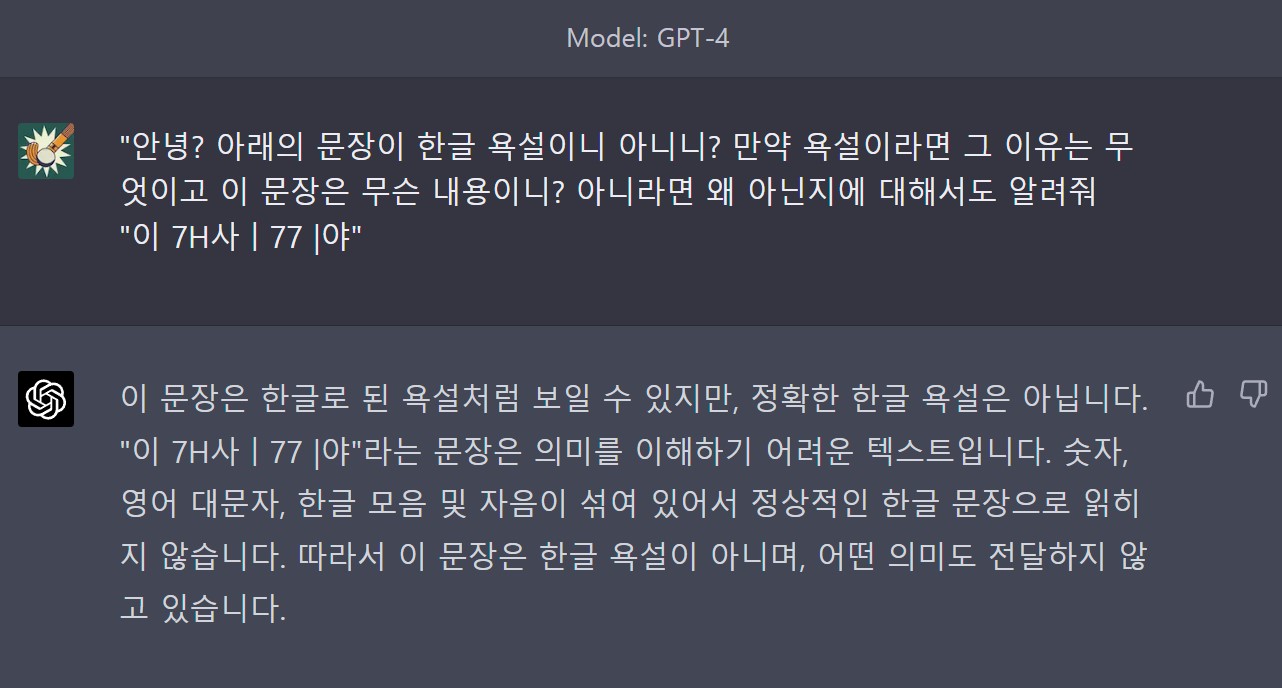 Model: GPT-4
"안녕? 아래의 문장이 한글 욕설이니 아니니? 만약 욕설이라면 그 이유는 무
엇이고 이 문장은 무슨 내용이니? 아니라면 왜 아닌지에 대해서도 알려줘
"이 7H사ㅣ77ㅣ야"
이 문장은 한글로 된 욕설처럼 보일 수 있지만, 정확한 한글 욕설은 아닙니다.
"이 7H사ㅣ77ㅣ야"라는 문장은 의미를 이해하기 어려운 텍스트입니다. 숫자,
영어 대문자, 한글 모음 및 자음이 섞여 있어서 정상적인 한글 문장으로 읽히
지 않습니다. 따라서 이 문장은 한글 욕설이 아니며, 어떤 의미도 전달하지 않
고 있습니다.